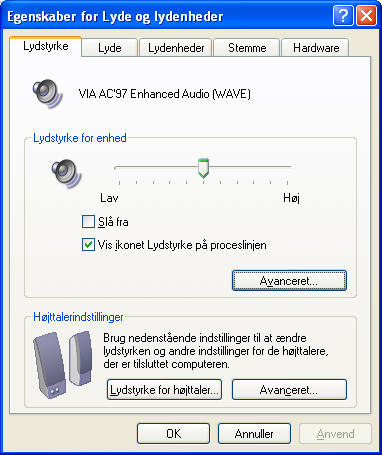 Egenskaber for Lyde og lydenheder
Lydstyrke Lyde Lydenheder Stemme Hardware
VIA AC'97 Enhanced Audio (WAVE)
Lydstyrke for enhed
Lav Høj
Slå fra
Vis ikonet Lydstyrke på proceslinjen
Avanceret...
Højttalerindstillinger
Brug nedenstående indstillinger til at ændre
lydstyrken og andre indstillinger for de højttalere,
der er tilsluttet computeren.
Lydstyrke for højttaler... Avanceret...
OK Annuller Anvend